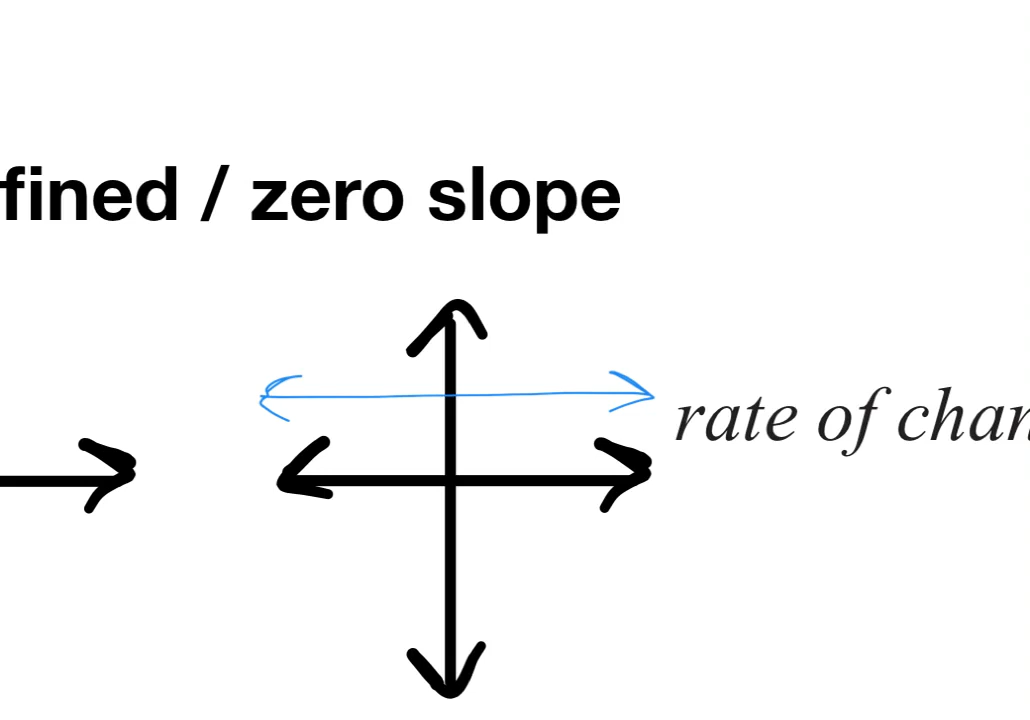 fined / zero slope
rate of chan